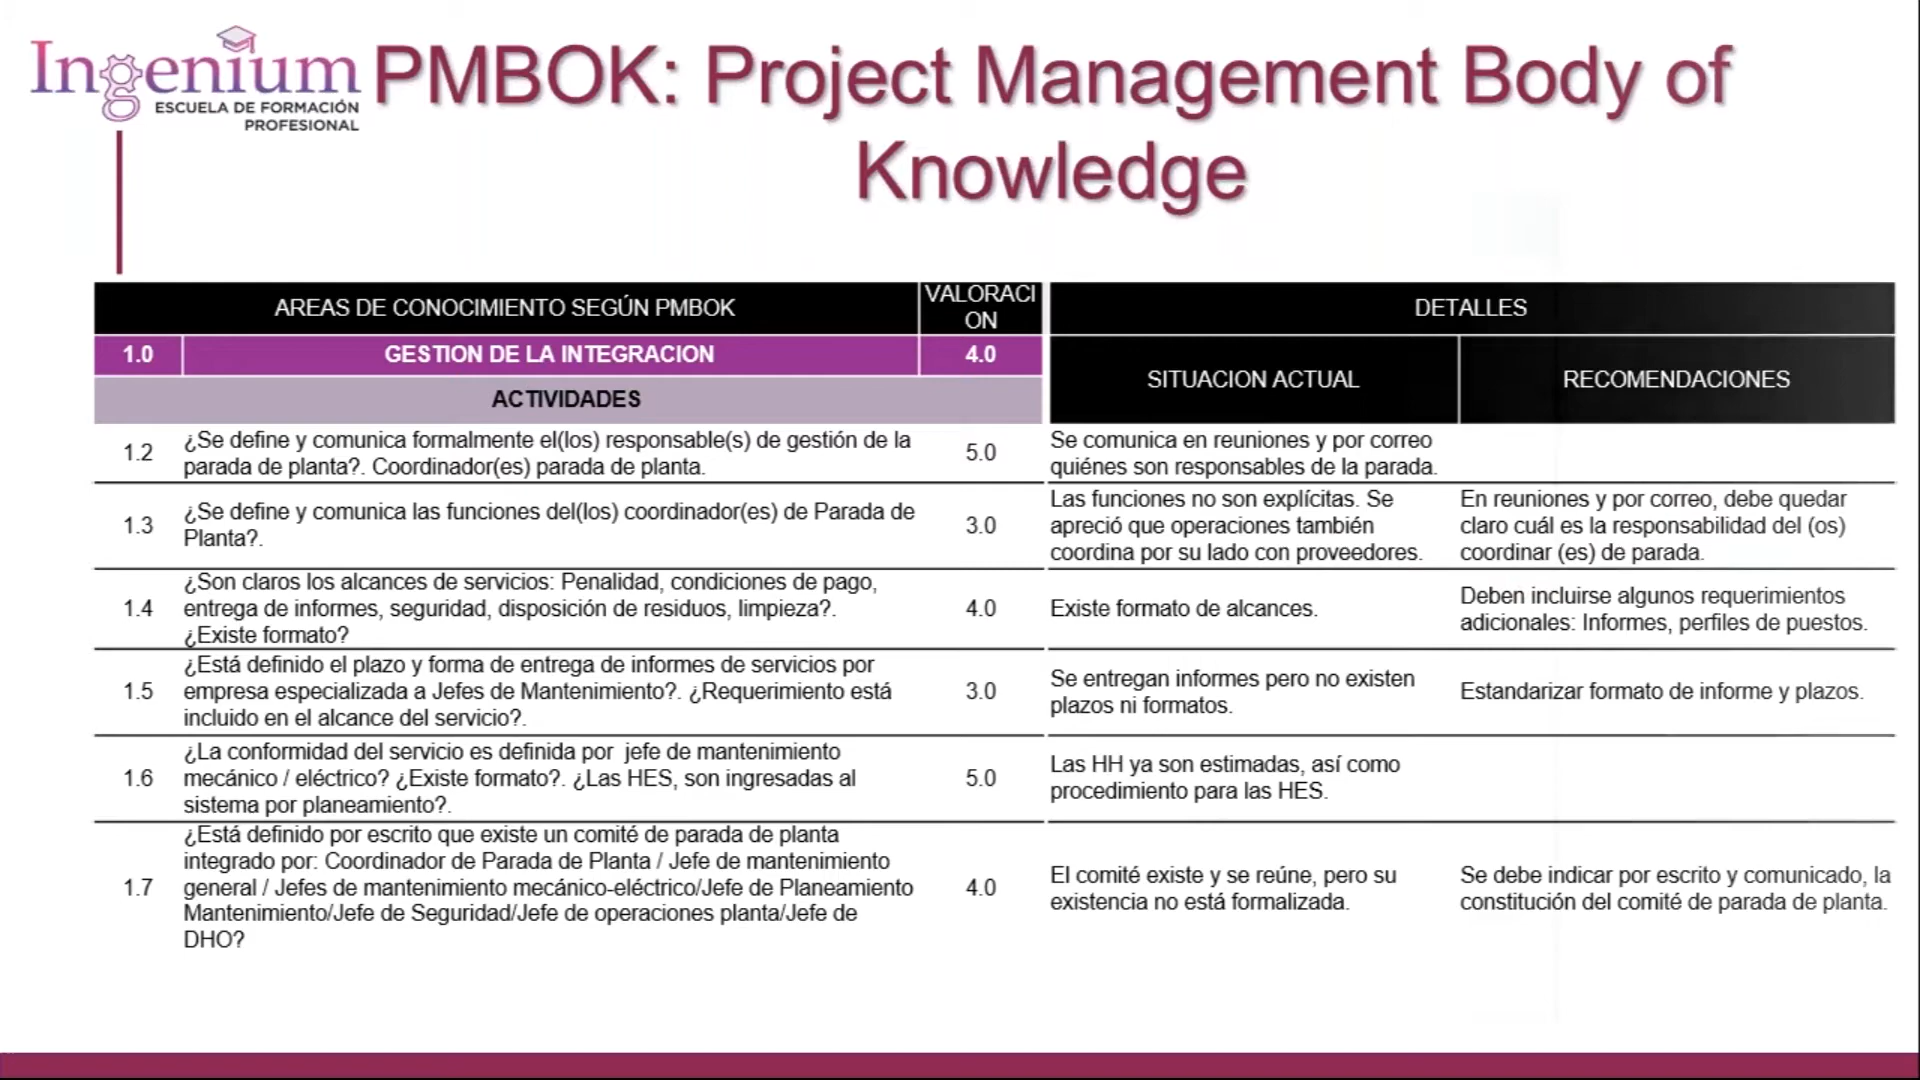 Ingenium
ESCUELA DE FORMACIÓN
PROFESIONAL
PMBOK: Project Management Body of
Knowledge
AREAS DE CONOCIMIENTO SEGÚN PMBOK
VALORACI
ON
DETALLES
1.0
GESTION DE LA INTEGRACION
4.0
SITUACION ACTUAL
RECOMENDACIONES
ACTIVIDADES
1.2
¿Se define y comunica formalmente el(los) responsable(s) de gestión de la
parada de planta?. Coordinador(es) parada de planta.
5.0
Se comunica en reuniones y por correo
quiénes son responsables de la parada.
1.3
¿Se define y comunica las funciones del(los) coordinador(es) de Parada de
Planta?.
3.0
Las funciones no son explícitas. Se
apreció que operaciones también
coordina por su lado con proveedores.
En reuniones y por correo, debe quedar
claro cuál es la responsabilidad del (os)
coordinar (es) de parada.
1.4
¿Son claros los alcances de servicios: Penalidad, condiciones de pago,
entrega de informes, seguridad, disposición de residuos, limpieza?.
¿Existe formato?
4.0
Existe formato de alcances.
Deben incluirse algunos requerimientos
adicionales: Informes, perfiles de puestos.
1.5
¿Está definido el plazo y forma de entrega de informes de servicios por
empresa especializada a Jefes de Mantenimiento?. ¿Requerimiento está
incluido en el alcance del servicio?.
3.0
Se entregan informes pero no existen
plazos ni formatos.
Estandarizar formato de informe y plazos.
1.6
¿La conformidad del servicio es definida por  jefe de mantenimiento
mecánico / eléctrico? ¿Existe formato?. ¿Las HES, son ingresadas al
sistema por planeamiento?.
5.0
Las HH ya son estimadas, así como
procedimiento para las HES.
1.7
¿Está definido por escrito que existe un comité de parada de planta
integrado por: Coordinador de Parada de Planta / Jefe de mantenimiento
general / Jefes de mantenimiento mecánico-eléctrico/Jefe de Planeamiento
Mantenimiento/Jefe de Seguridad/Jefe de operaciones planta/Jefe de
DHO?
4.0
El comité existe y se reúne, pero su
existencia no está formalizada.
Se debe indicar por escrito y comunicado, la
constitución del comité de parada de planta.